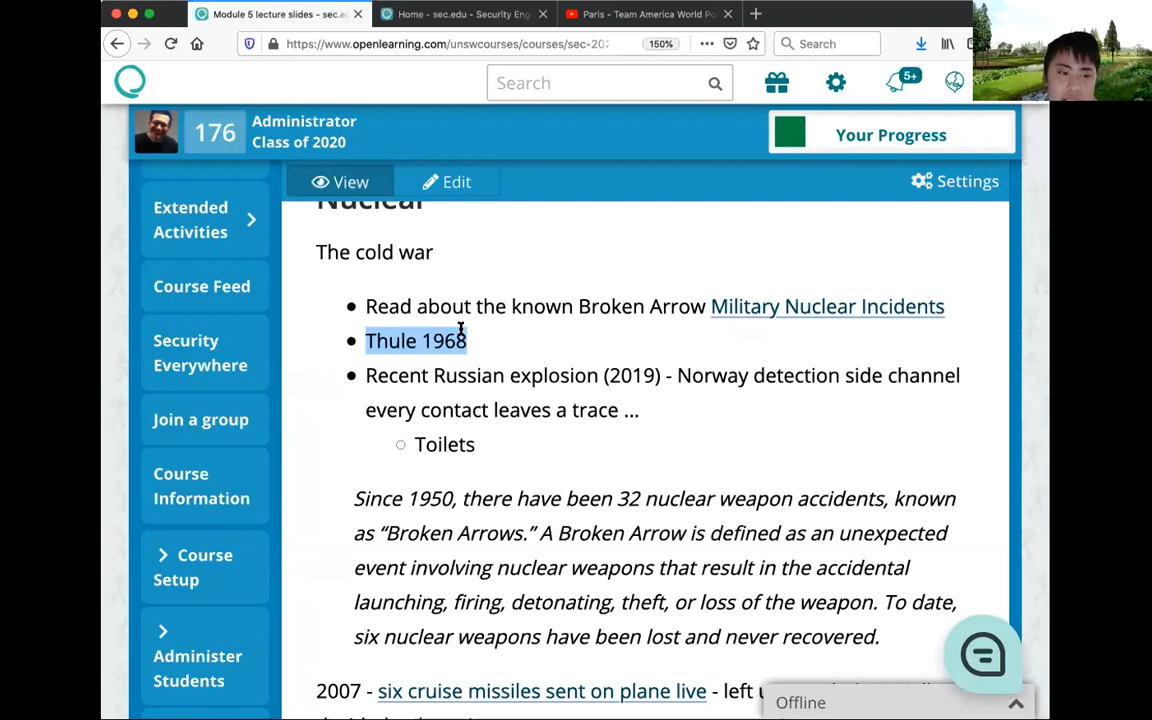 Module 5 lecture slides - sec.e
Home - sec.edu - Security Eng
Paris - Team America World Po
https://www.openlearning.com/unswcourses/courses/sec-20
150%
Search
Search
5+
176
Administrator
Class of 2020
Your Progress
View
Edit
Settings
Extended
Activities
Course Feed
Security
Everywhere
Join a group
Course
Information
Course
Setup
Administer
Students
Nuclear
The cold war
Read about the known Broken Arrow Military Nuclear Incidents
Thule 1968
Recent Russian explosion (2019) - Norway detection side channel
every contact leaves a trace ...
Toilets
Since 1950, there have been 32 nuclear weapon accidents, known
as “Broken Arrows.” A Broken Arrow is defined as an unexpected
event involving nuclear weapons that result in the accidental
launching, firing, detonating, theft, or loss of the weapon. To date,
six nuclear weapons have been lost and never recovered.
2007 - six cruise missiles sent on plane live - left
Offline